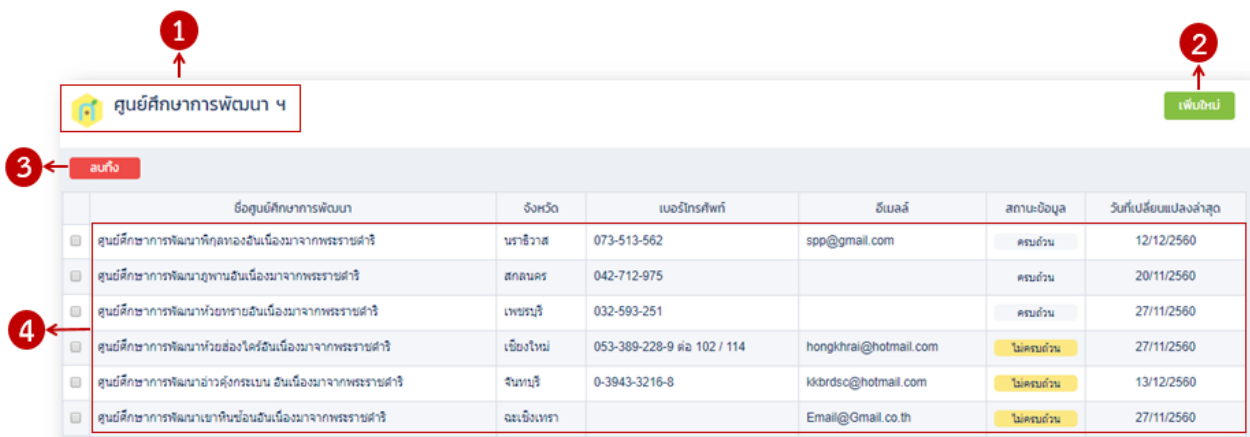 1
2
ศูนย์ศึกษาการพัฒนา ฯ
เพิ่มใหม่
3
ลบทิ้ง
ชื่อศูนย์ศึกษาการพัฒนา จังหวัด เบอร์โทรศัพท์ อีเมลล์ สถานะข้อมูล วันที่เปลี่ยนแปลงล่าสุด
ศูนย์ศึกษาการพัฒนาพิกุลทองอันเนื่องมาจากพระราชดำริ นราธิวาส 073-513-562 spp@gmail.com ครบถ้วน 12/12/2560
ศูนย์ศึกษาการพัฒนาภูพานอันเนื่องมาจากพระราชดำริ สกลนคร 042-712-975 ครบถ้วน 20/11/2560
ศูนย์ศึกษาการพัฒนาห้วยทรายอันเนื่องมาจากพระราชดำริ เพชรบุรี 032-593-251 ครบถ้วน 27/11/2560
4
ศูนย์ศึกษาการพัฒนาห้วยฮ่องไคร้อันเนื่องมาจากพระราชดำริ เชียงใหม่ 053-389-228-9 ต่อ 102 / 114 hongkhrai@hotmail.com ไม่ครบถ้วน 27/11/2560
ศูนย์ศึกษาการพัฒนาอ่าวคุ้งกระเบน อันเนื่องมาจากพระราชดำริ จันทบุรี 0-3943-3216-8 kkbrdsc@hotmail.com ไม่ครบถ้วน 13/12/2560
ศูนย์ศึกษาการพัฒนาเขาหินซ้อนอันเนื่องมาจากพระราชดำริ ฉะเชิงเทรา Email@Gmail.co.th ไม่ครบถ้วน 27/11/2560